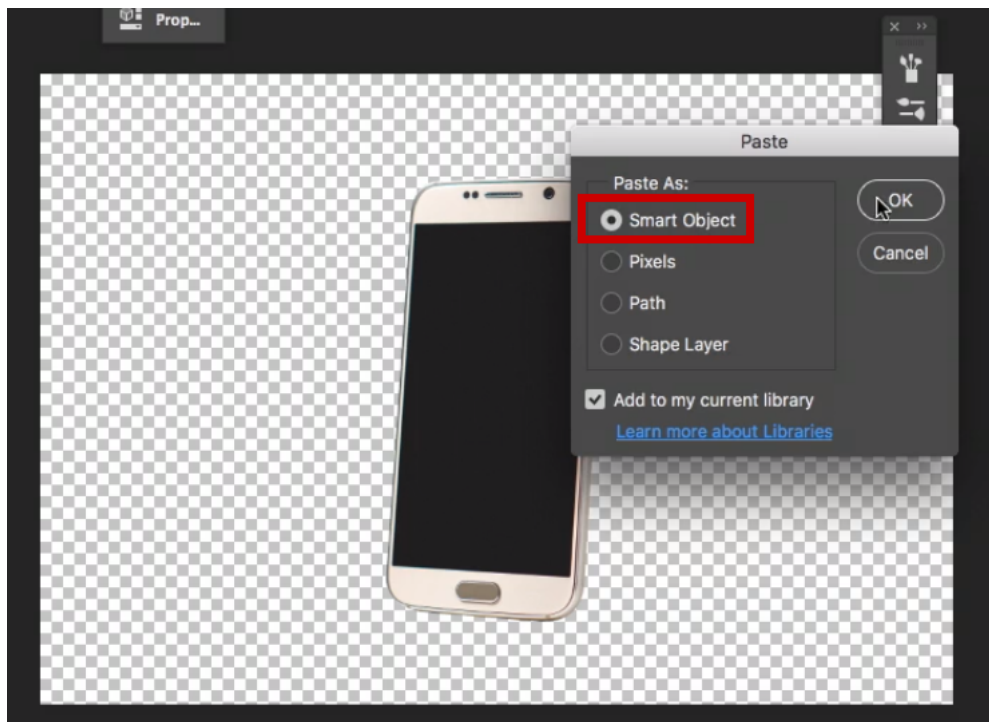 Prop...
Paste
Paste As:
Smart Object
OK
Pixels
Cancel
Path
Shape Layer
Add to my current library
Learn more about Libraries